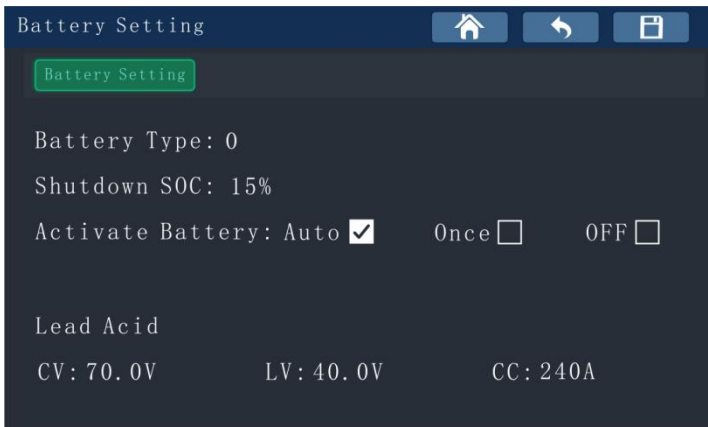 Battery Setting
Battery Setting
Battery Type: 0
Shutdown SOC: 15%
Activate Battery: Auto Once OFF
Lead Acid
CV:70.0V LV:40.0V CC:240A